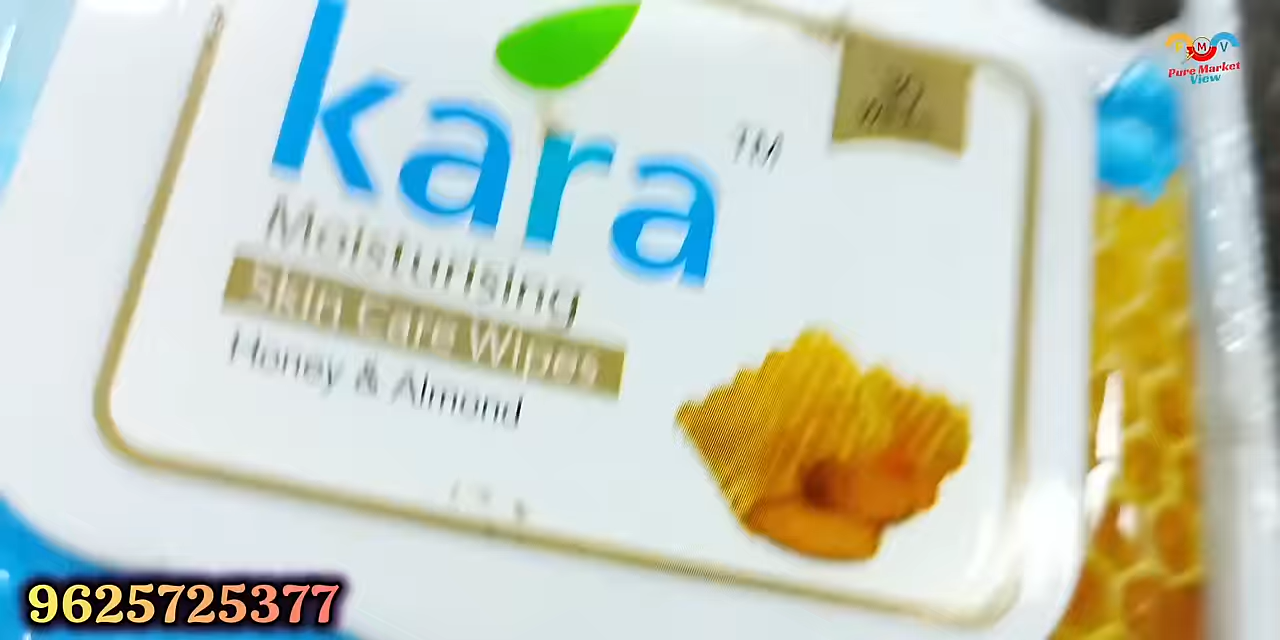 kara
TM
Moisturising
Skin Care Wipes
Honey & Almond
P M V
Pure Market
View
9625725377